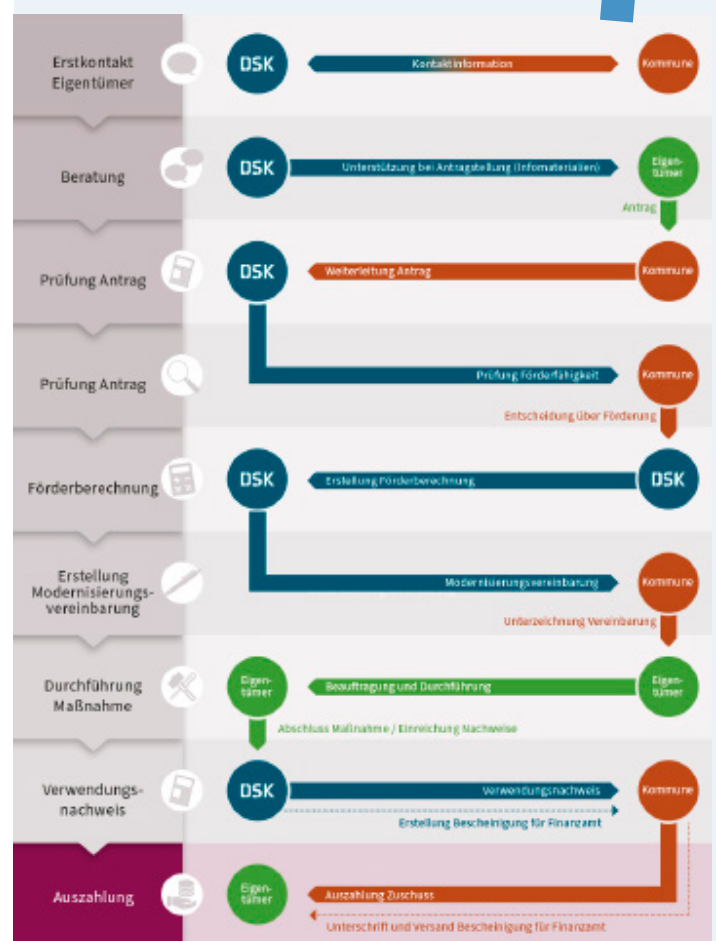 Erstkontakt
Eigentümer
DSK
Kontaktinformation
Kommune
Beratung
DSK
Unterstützung bei Antragstellung (Infomaterialien)
Eigen-
tümer
Antrag
Prüfung Antrag
DSK
Weiterleitung Antrag
Kommune
Prüfung Antrag
Prüfung Förderfähigkeit
Kommune
Entscheidung über Förderung
Förderberechnung
DSK
Erstellung Förderberechnung
DSK
Erstellung
Modernisierungs-
vereinbarung
Modernisierungsvereinbarung
Kommune
Unterzeichnung Vereinbarung
Durchführung
Maßnahme
Eigen-
tümer
Beauftragung und Durchführung
Eigen-
tümer
Abschluss Maßnahme / Einreichung Nachweise
Verwendungs-
nachweis
DSK
Verwendungsnachweis
Kommune
Erstellung Bescheinigung für Finanzamt
Auszahlung
Eigen-
tümer
Auszahlung Zuschuss
Unterschrift und Versand Bescheinigung für Finanzamt